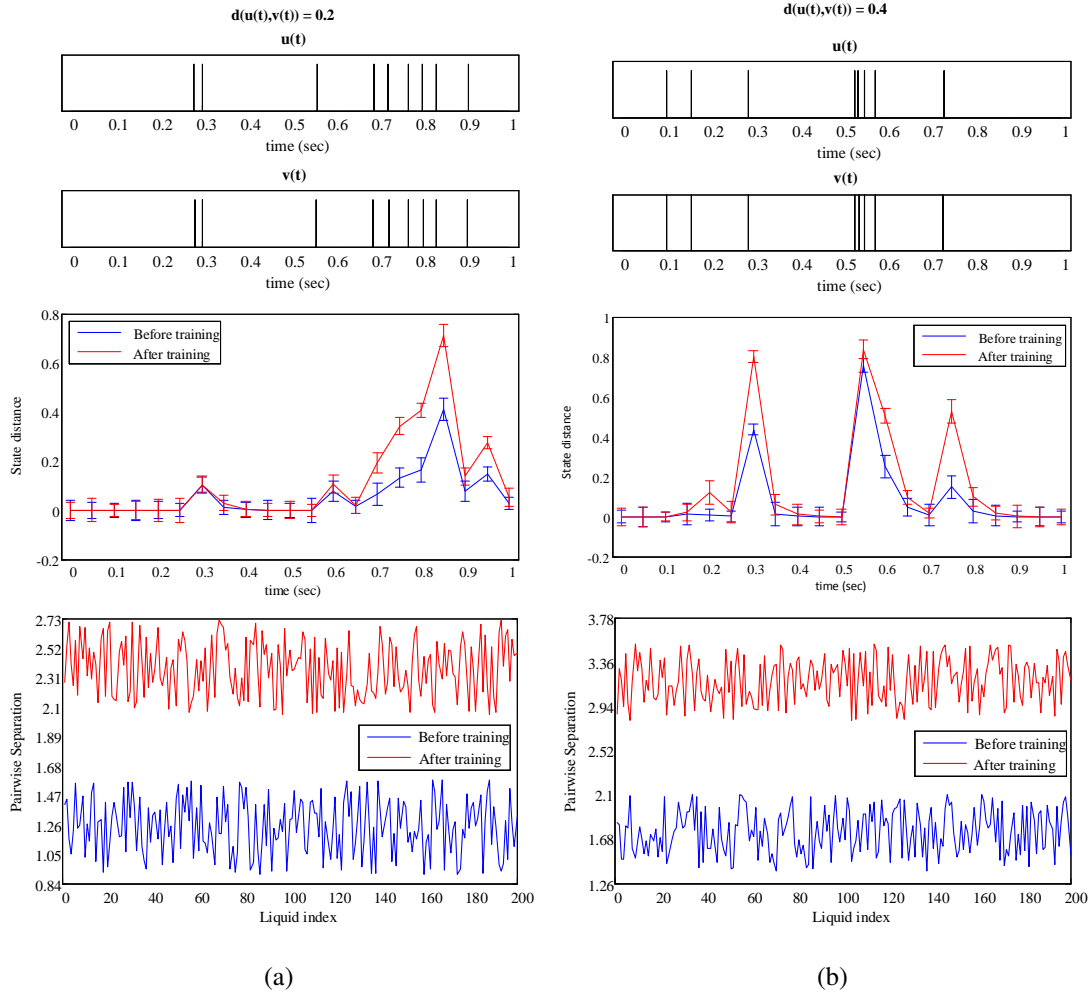 d(u(t),v(t)) = 0.2
u(t)
0 0.1 0.2 0.3 0.4 0.5 0.6 0.7 0.8 0.9 1
time (sec)
v(t)
0 0.1 0.2 0.3 0.4 0.5 0.6 0.7 0.8 0.9 1
time (sec)
0.8
0.6
0.4
0.2
0
-0.2
State distance
Before training
After training
0 0.1 0.2 0.3 0.4 0.5 0.6 0.7 0.8 0.9 1
time (sec)
2.73
2.52
2.31
2.1
1.89
1.68
1.47
1.26
1.05
0.84
Pairwise Separation
Before training
After training
0 20 40 60 80 100 120 140 160 180 200
Liquid index
(a)
d(u(t),v(t)) = 0.4
u(t)
0 0.1 0.2 0.3 0.4 0.5 0.6 0.7 0.8 0.9 1
time (sec)
v(t)
0 0.1 0.2 0.3 0.4 0.5 0.6 0.7 0.8 0.9 1
time (sec)
1
0.8
0.6
0.4
0.2
0
-0.2
State distance
Before training
After training
0 0.1 0.2 0.3 0.4 0.5 0.6 0.7 0.8 0.9 1
time (sec)
3.78
3.36
2.94
2.52
2.1
1.68
1.26
Pairwise Separation
Before training
After training
0 20 40 60 80 100 120 140 160 180 200
Liquid index
(b)